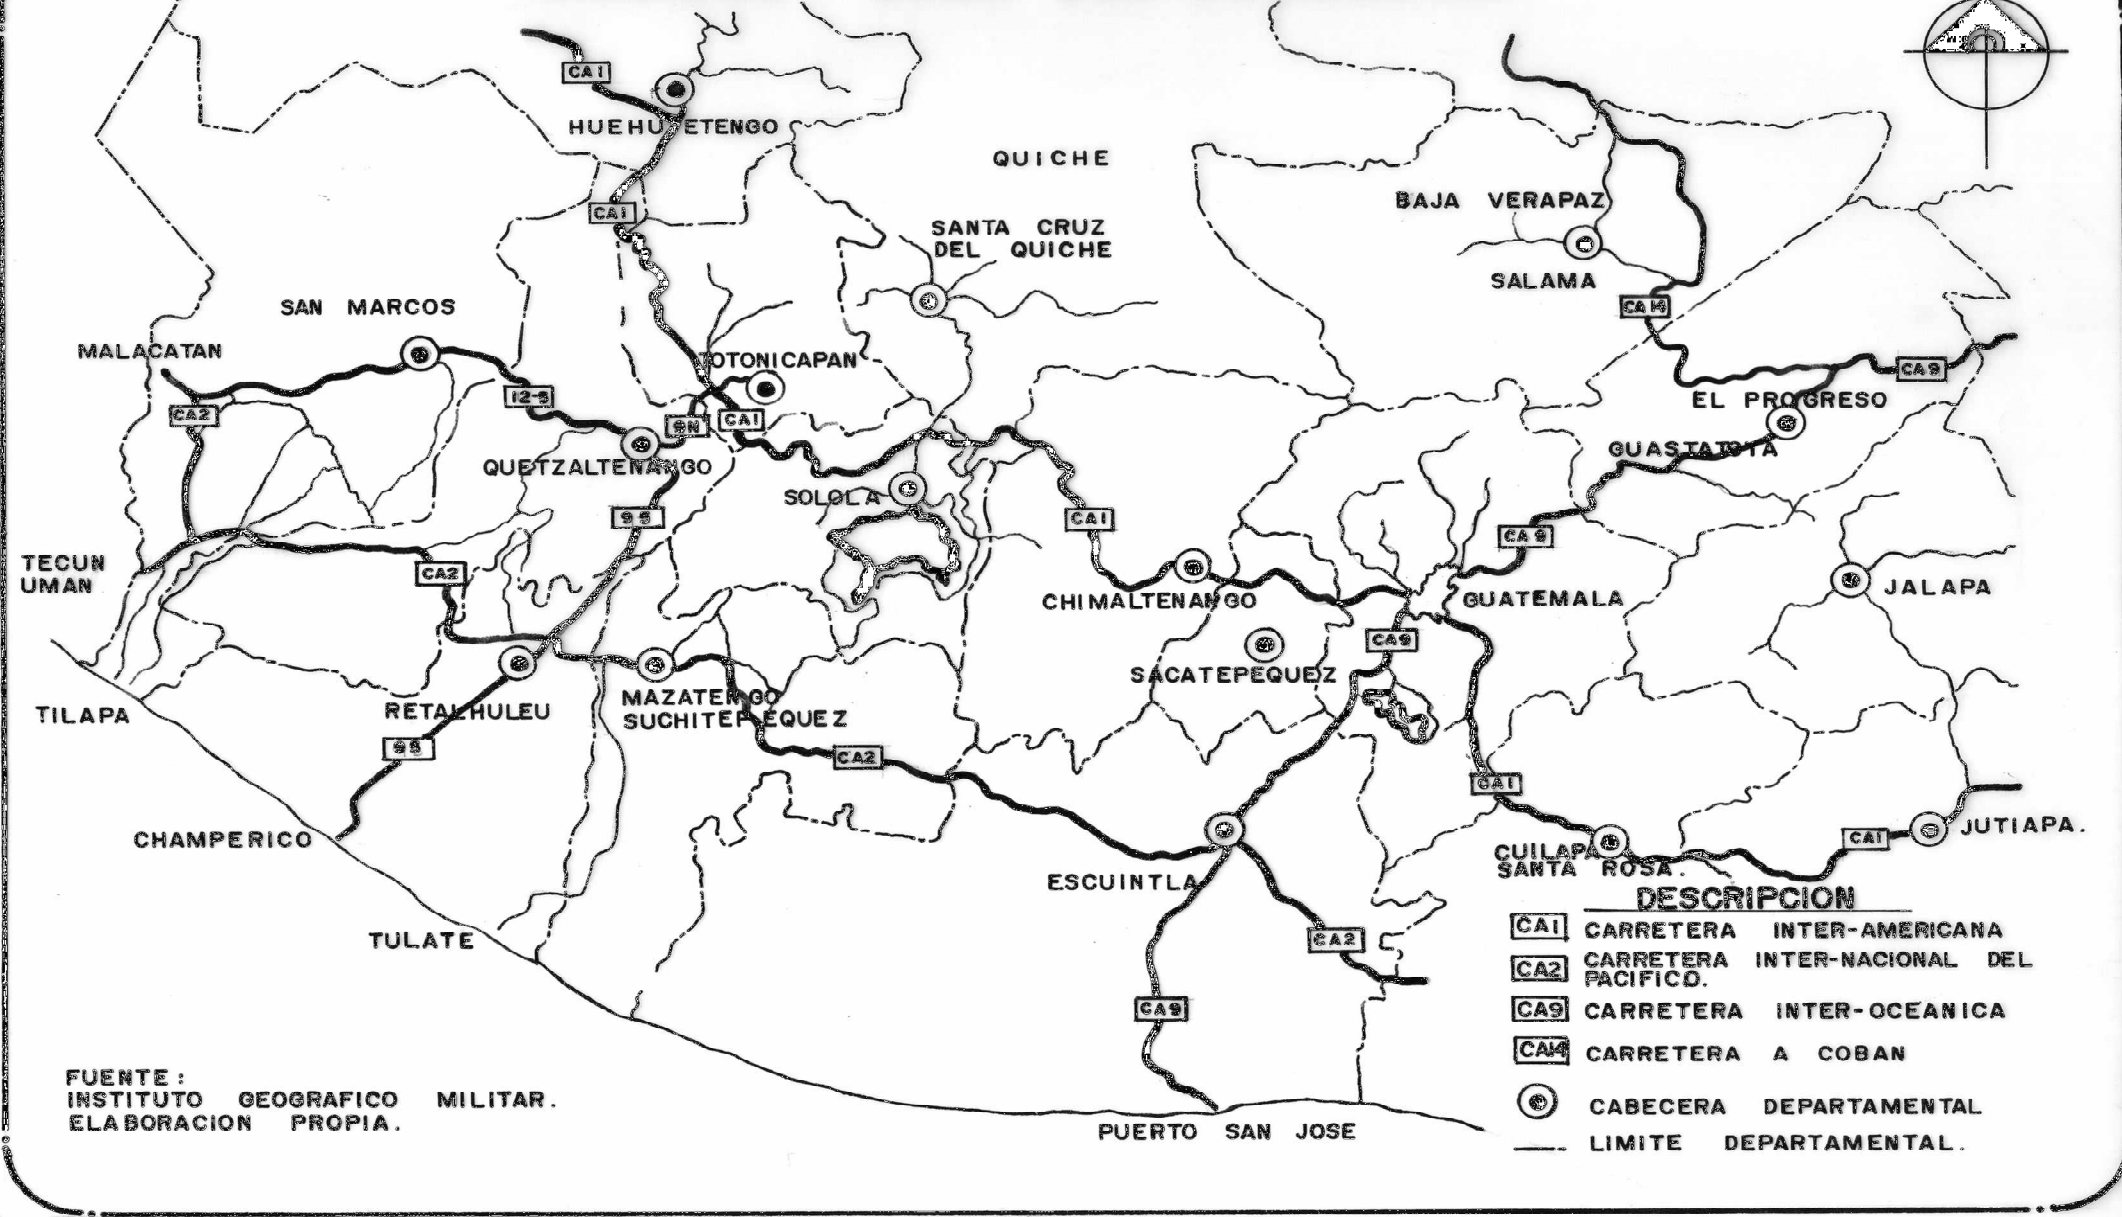 CA1
HUEHUETENGO
QUICHE
BAJA VERAPAZ
CA1
SANTA CRUZ
DEL QUICHE
SALAMA
SAN MARCOS
CA14
MALACATAN
TOTONICAPAN
CA9
12-S
EL PROGRESO
CA2
9N
CA1
GUASTATOYA
QUETZALTENANGO
SOLOLA
9S
CA1
CA9
TECUN
UMAN
CA2
CHIMALTENANGO
GUATEMALA
JALAPA
CA9
SACATEPEQUEZ
MAZATENGO
SUCHITEPEQUEZ
TILAPA
RETALHULEU
9S
CA2
CA1
CHAMPERICO
CA1
JUTIAPA.
CUILAPA
SANTA ROSA.
ESCUINTLA
TULATE
CA2
CA9
PUERTO SAN JOSE
DESCRIPCION
CA1 CARRETERA INTER-AMERICANA
CA2 CARRETERA INTER-NACIONAL DEL
PACIFICO.
CA9 CARRETERA INTER-OCEANICA
CA14 CARRETERA A COBAN
CABECERA DEPARTAMENTAL
LIMITE DEPARTAMENTAL.
FUENTE:
INSTITUTO GEOGRAFICO MILITAR.
ELABORACION PROPIA.